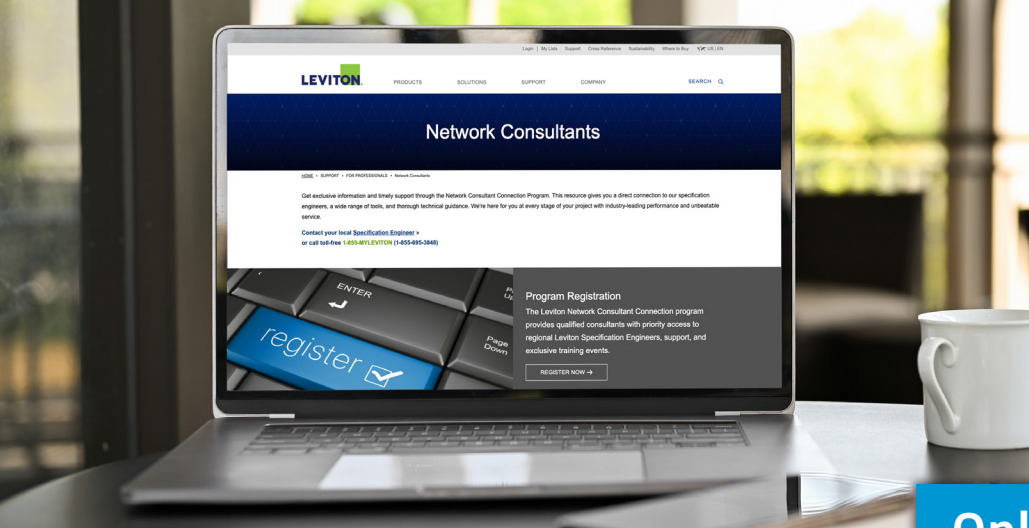 Login | My Lists Support Cross Reference Sustainability Where to Buy US | EN
LEVITON. PRODUCTS SOLUTIONS SUPPORT COMPANY SEARCH
Network Consultants
HOME • SUPPORT • FOR PROFESSIONALS • Network Consultants
Get exclusive information and timely support through the Network Consultant Connection Program. This resource gives you a direct connection to our specification
engineers, a wide range of tools, and thorough technical guidance. We're here for you at every stage of your project with industry-leading performance and unbeatable
service.
Contact your local Specification Engineer »
or call toll-free 1-855-MYLEVITON (1-855-695-3848)
ENTER
register
Page
Down
Program Registration
The Leviton Network Consultant Connection program
provides qualified consultants with priority access to
regional Leviton Specification Engineers, support, and
exclusive training events.
REGISTER NOW →